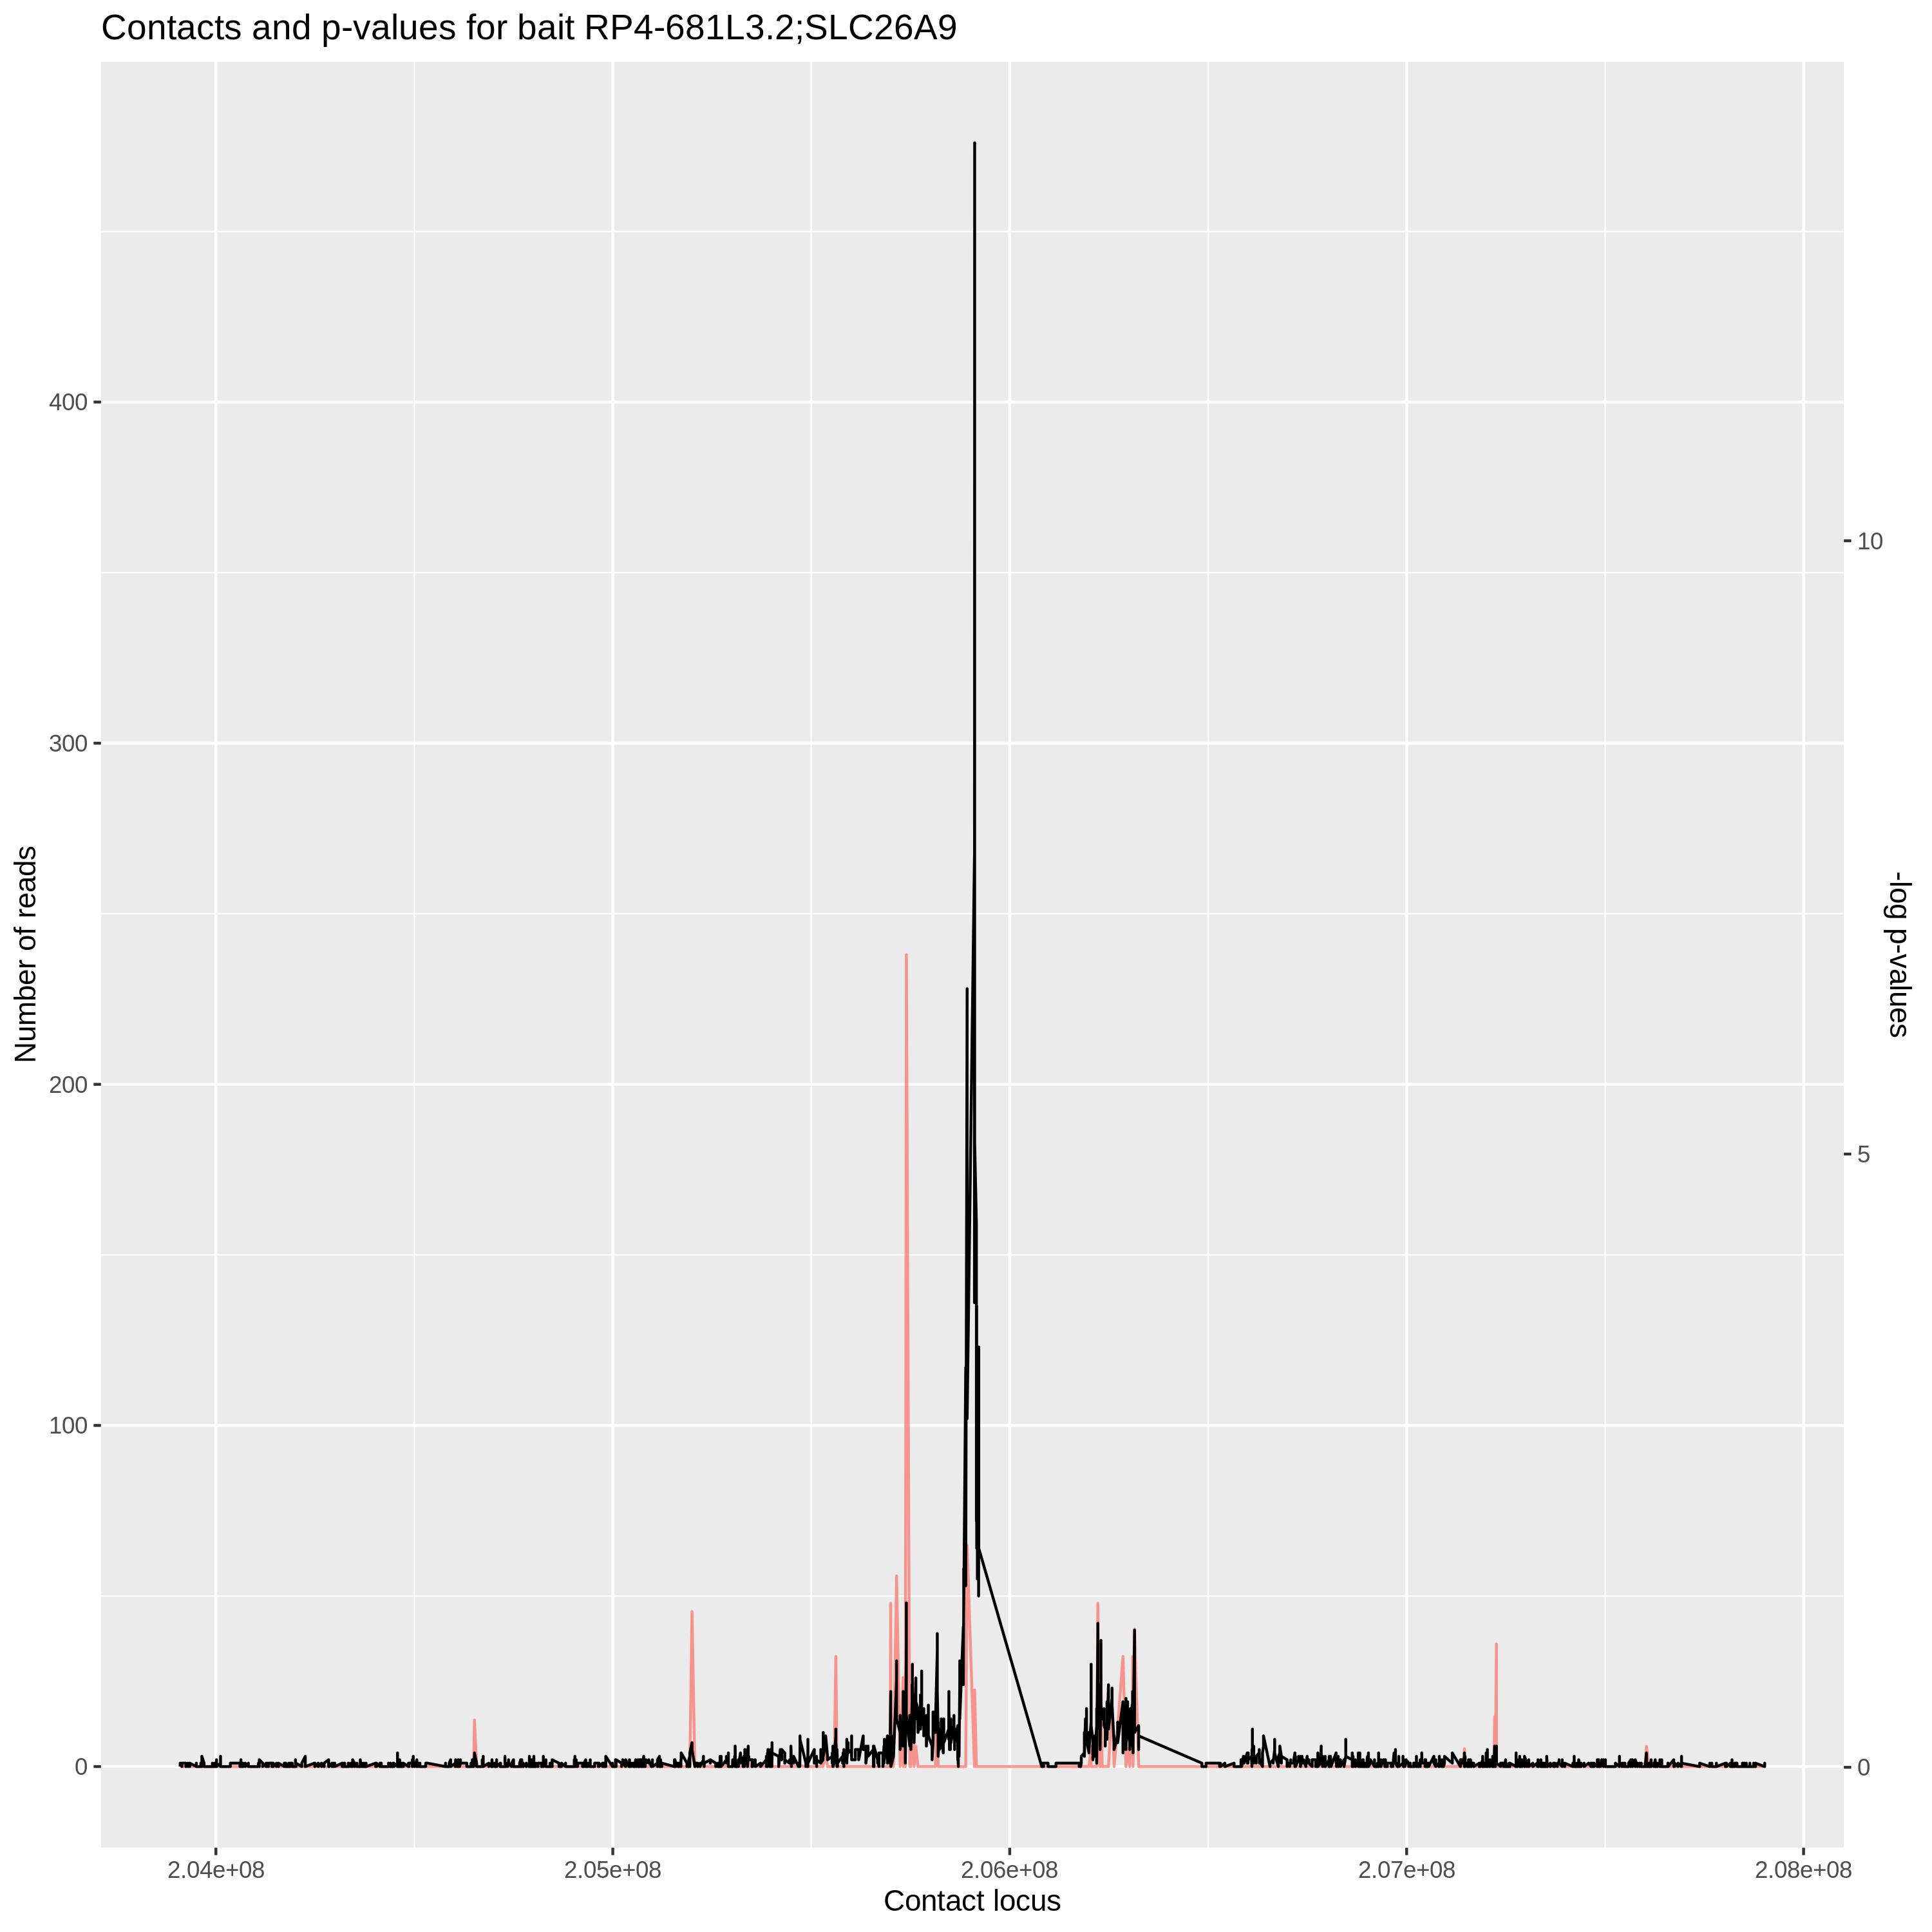 Contacts and p-values for bait RP4-681L3.2;SLC26A9
400
300
200
100
0
Number of reads
10
5
0
-log p-values
2.04e+08
2.05e+08
2.06e+08
2.07e+08
2.08e+08
Contact locus